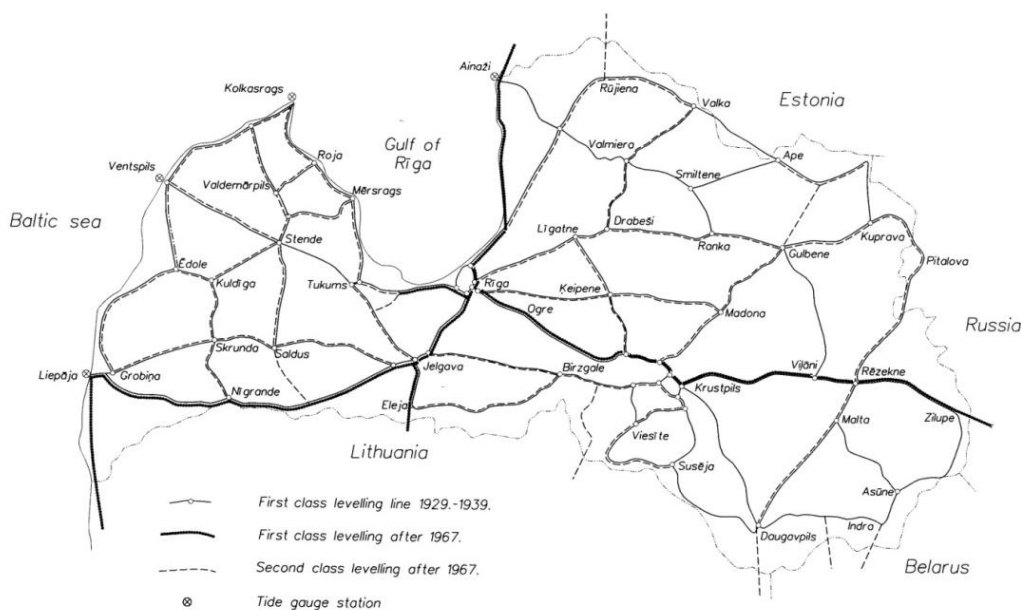 Ainaži
Kolkasrags
Rūjiena
Valka
Estonia
Gulf of
Rīga
Roja
Valmiera
Ape
Ventspils
Valdemārpils
Smiltene
Mērsrags
Baltic sea
Stende
Līgatne
Drabeši
Ranka
Gulbene
Kuprava
Pitalova
Ēdole
Kuldīga
Tukums
Rīga
Ķeipene
Ogre
Madona
Russia
Skrunda
Saldus
Liepāja
Grobiņa
Jelgava
Birzgale
Krustpils
Viļāni
Rēzekne
Nīgrande
Eleja
Zilupe
Malta
Viesīte
Lithuania
Susēja
Asūne
Indra
Daugavpils
Belarus
First class levelling line 1929.-1939.
First class levelling after 1967.
Second class levelling after 1967.
Tide gauge station